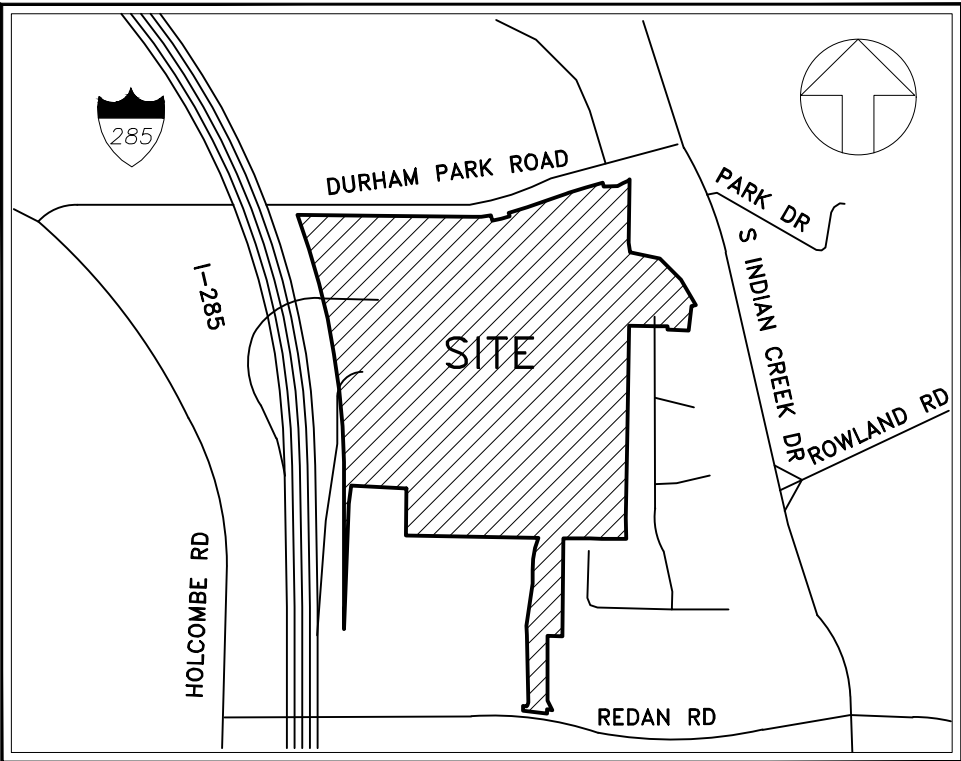 285
DURHAM PARK ROAD
PARK DR
I-285
S INDIAN CREEK DR
SITE
ROWLAND RD
HOLCOMBE RD
REDAN RD